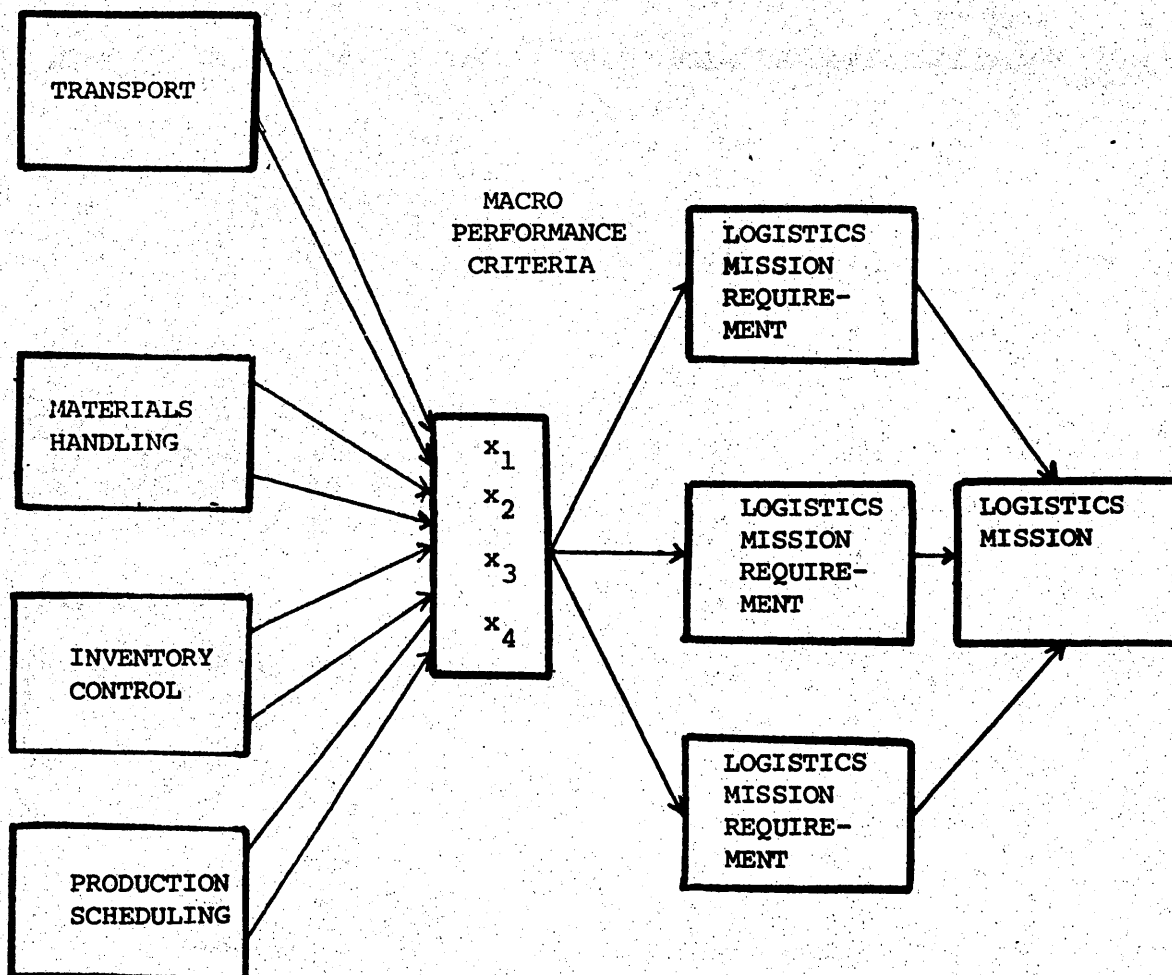 TRANSPORT
MATERIALS
HANDLING
INVENTORY
CONTROL
PRODUCTION
SCHEDULING
MACRO
PERFORMANCE
CRITERIA
x1
x2
x3
x4
LOGISTICS
MISSION
REQUIRE-
MENT
LOGISTICS
MISSION
REQUIRE-
MENT
LOGISTICS
MISSION
REQUIRE-
MENT
LOGISTICS
MISSION